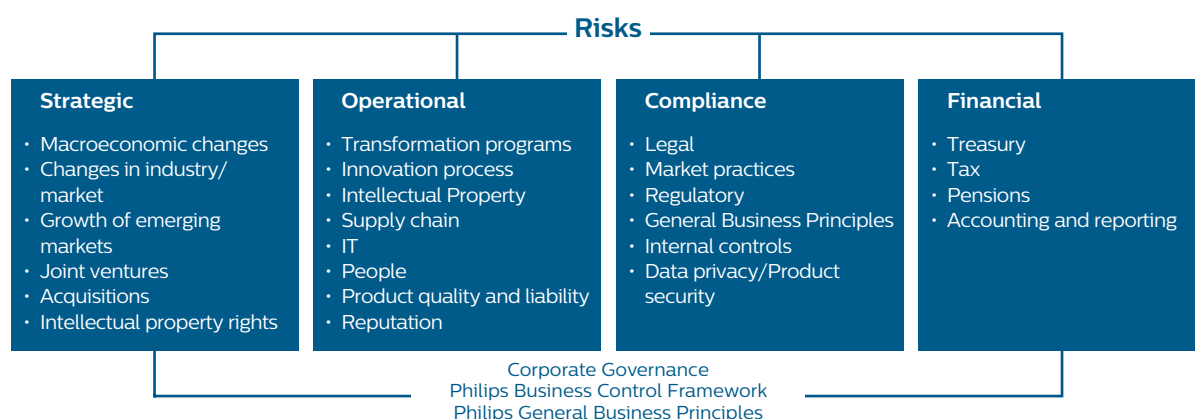 Risks
Strategic
• Macroeconomic changes
• Changes in industry/
market
• Growth of emerging
markets
• Joint ventures
• Acquisitions
• Intellectual property rights
Operational
• Transformation programs
• Innovation process
• Intellectual Property
• Supply chain
• IT
• People
• Product quality and liability
• Reputation
Compliance
• Legal
• Market practices
• Regulatory
• General Business Principles
• Internal controls
• Data privacy/Product
security
Financial
• Treasury
• Tax
• Pensions
• Accounting and reporting
Corporate Governance
Philips Business Control Framework
Philips General Business Principles